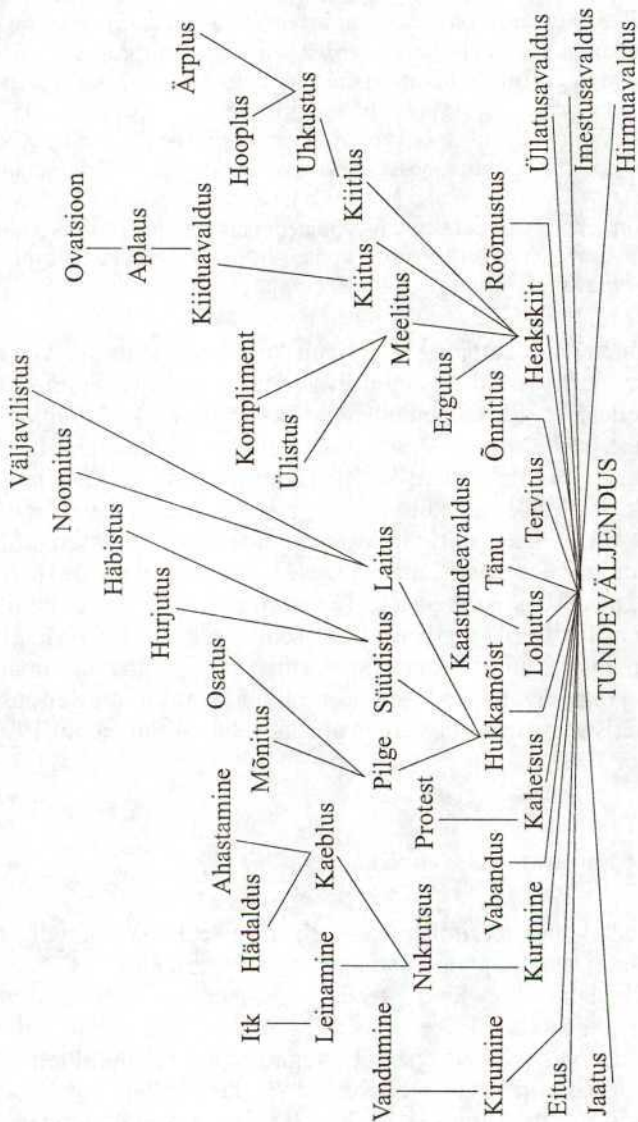 Väljavilistus
Noomitus
Häbistus
Hurjutus
Osatus
Mõnitus
Ahastamine
Hädaldus
Itk
Vandumine
Ovatsioon
Aplaus
Kiiduavaldus
Kompliment
Ülistus
Ärplus
Hooplus
Uhkustus
Kiitlus
Kiitus
Meelitus
Ergutus
Laitus
Süüdistus
Pilge
Kaeblus
Leinamine
Nukrutsus
Kirumine
Protest
Vabandus
Kaastundeavaldus
Rõõmustus
Heakskiit
Õnnitlus
Tervitus
Tänu
Lohutus
Hukkamõist
Kahetsus
Kurtmine
Eitus
Jaatus
Üllatusavaldus
Imestusavaldus
Hirmuavaldus
TUNDEVÄLJENDUS